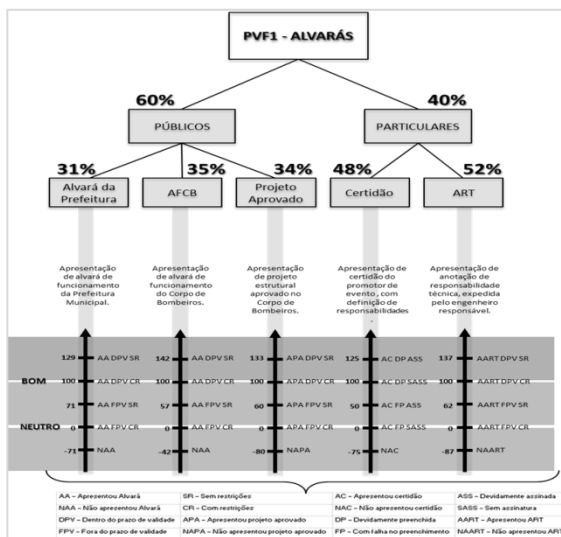 PVF1 - ALVARÁS
60%
40%
PÚBLICOS
PARTICULARES
31%
35%
34%
48%
52%
Alvará da
Prefeitura
AFCB
Projeto
Aprovado
Certidão
ART
Apresentação
de alvará de
funcionamento
da Prefeitura
Municipal.
Apresentação
de alvará de
funcionamento
do Corpo de
Bombeiros.
Apresentação
de projeto
estrutural
aprovado no
Corpo de
Bombeiros.
Apresentação de
certidão do
promotor de
evento, com
definição de
responsabilidades
.
Apresentação
de anotação de
responsabilidade
técnica, expedida
pelo engenheiro
responsável.
129 AA DPV SR 142 AA DPV SR 133 APA DPV SR 125 AC DP ASS 137 AART DPV SR
BOM 100 AA DPV CR 100 AA DPV CR 100 APA DPV CR 100 AC DP SASS 100 AART DPV CR
71 AA FPV SR 57 AA FPV SR 60 APA FPV SR 50 AC FP ASS 62 AART FPV SR
NEUTRO 0 AA FPV CR 0 AA FPV CR 0 APA FPV CR 0 AC FP SASS 0 AART FPV CR
-71 NAA -42 NAA -80 NAPA -75 NAC -87 NAART
AA – Apresentou Alvará SR – Sem restrições AC – Apresentou certidão ASS – Devidamente assinada
NAA – Não apresentou Alvará CR – Com restrições NAC – Não apresentou certidão SASS – Sem assinatura
DPV – Dentro do prazo de validade APA – Apresentou projeto aprovado DP – Devidamente preenchida AART – Apresentou ART
FPV – Fora do prazo de validade NAPA – Não apresentou projeto aprovado FP – Com falha no preenchimento NAART – Não apresentou ART